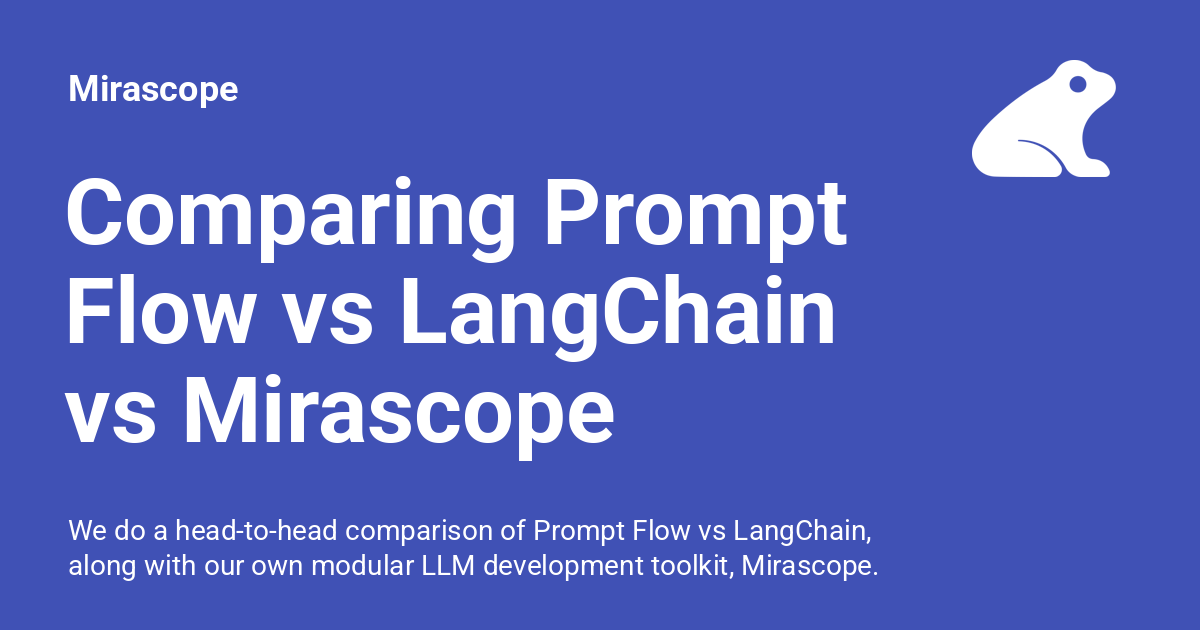 Mirascope
Comparing Prompt
Flow vs LangChain
vs Mirascope
We do a head-to-head comparison of Prompt Flow vs LangChain,
along with our own modular LLM development toolkit, Mirascope.